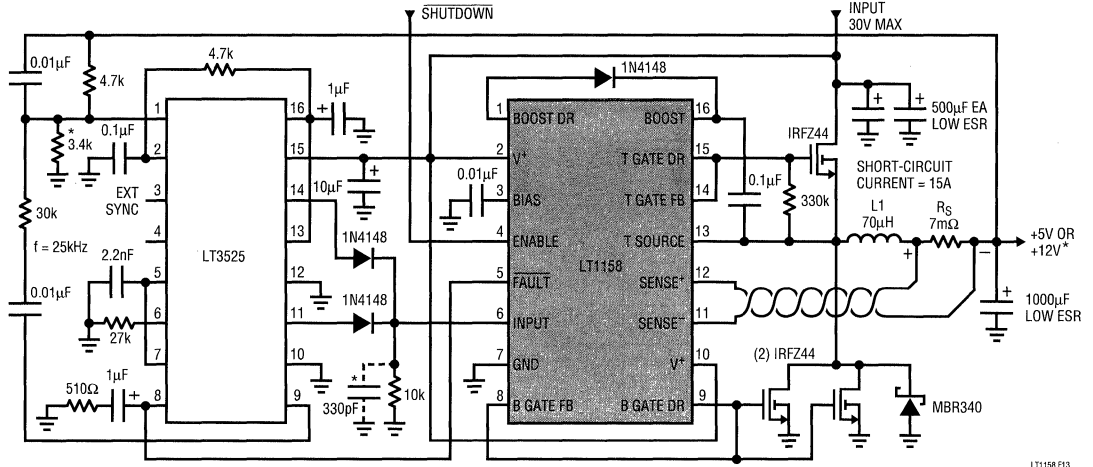 SHUTDOWN
INPUT
30V MAX
0.01µF
4.7k
4.7k
1µF
1N4148
* 3.4k
0.1µF
30k
f = 25kHz
0.01µF
2.2nF
27k
510Ω
1µF
EXT
SYNC
LT3525
1
2
3
4
5
6
7
8
16
15
14
13
12
11
10
9
10µF
1N4148
1N4148
0.01µF
*
330pF
10k
LT1158
1 BOOST DR
2 V+
3 BIAS
4 ENABLE
5 FAULT
6 INPUT
7 GND
8 B GATE FB
BOOST 16
T GATE DR 15
T GATE FB 14
T SOURCE 13
SENSE+ 12
SENSE– 11
V+ 10
B GATE DR 9
0.1µF
330k
IRFZ44
500µF EA
LOW ESR
SHORT-CIRCUIT
CURRENT = 15A
L1
70µH
RS
7mΩ
+5V OR
+12V*
1000µF
LOW ESR
(2) IRFZ44
MBR340
LT1158 F13